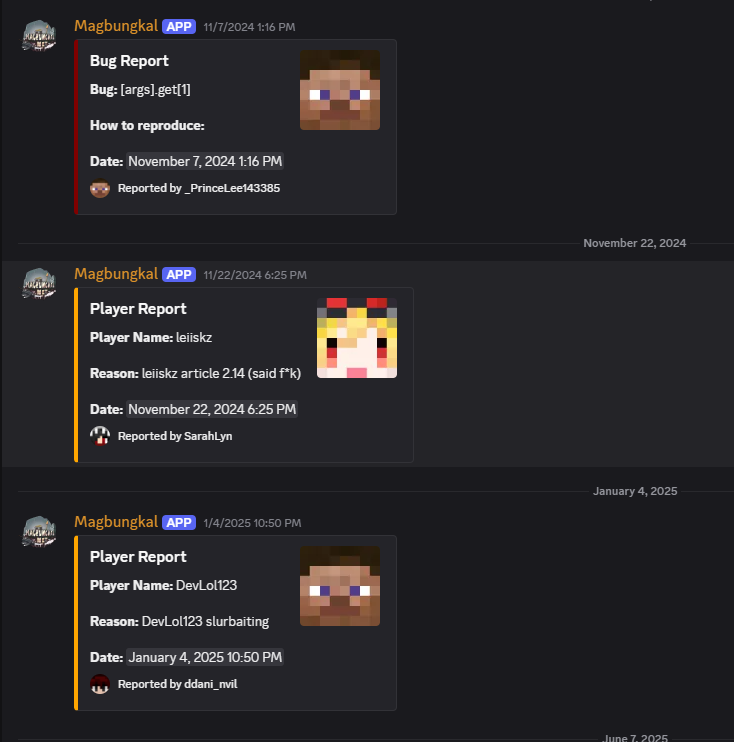 Magbungkal APP 11/7/2024 1:16 PM
Bug Report
Bug: [args].get[1]
How to reproduce:
Date: November 7, 2024 1:16 PM
Reported by _PrinceLee143385
November 22, 2024
Magbungkal APP 11/22/2024 6:25 PM
Player Report
Player Name: leiiskz
Reason: leiiskz article 2.14 (said f*k)
Date: November 22, 2024 6:25 PM
Reported by SarahLyn
January 4, 2025
Magbungkal APP 1/4/2025 10:50 PM
Player Report
Player Name: DevLol123
Reason: DevLol123 slurbaiting
Date: January 4, 2025 10:50 PM
Reported by ddani_nvil
June 7, 2025